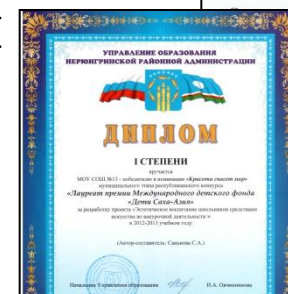 УПРАВЛЕНИЕ ОБРАЗОВАНИЯ
НЕРЮНГРИНСКОЙ РАЙОННОЙ АДМИНИСТРАЦИИ
ДИПЛОМ
I СТЕПЕНИ
вручается
МОУ СОШ №13 – победителю в номинации «Красота спасет мир»
муниципального этапа республиканского конкурса
«Лауреат премии Международного детского фонда
«Дети Саха-Азия»
за разработку проекта «Эстетическое воспитание школьников средствами
искусства во внеурочной деятельности »
в 2012-2013 учебном году
(Автор-составитель: Санькова С.А.)
Начальник Управления образования
Н.А. Овчинникова